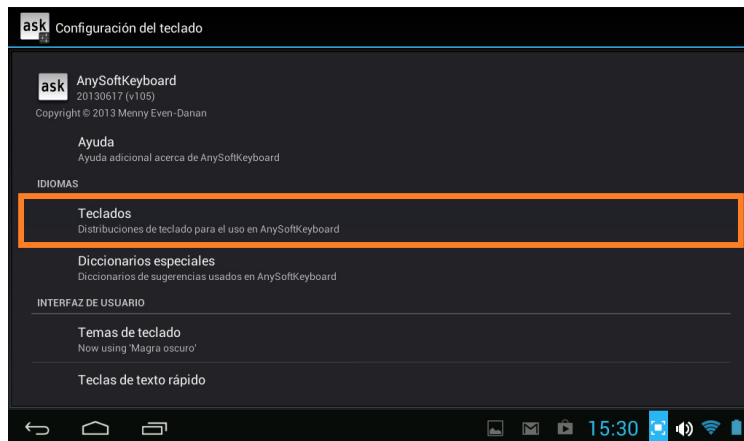 ask Configuración del teclado
ask AnySoftKeyboard
20130617 (v105)
Copyright © 2013 Menny Even-Danan
Ayuda
Ayuda adicional acerca de AnySoftKeyboard
IDIOMAS
Teclados
Distribuciones de teclado para el uso en AnySoftKeyboard
Diccionarios especiales
Diccionarios de sugerencias usados en AnySoftKeyboard
INTERFAZ DE USUARIO
Temas de teclado
Now using 'Magra oscuro'
Teclas de texto rápido
15:30